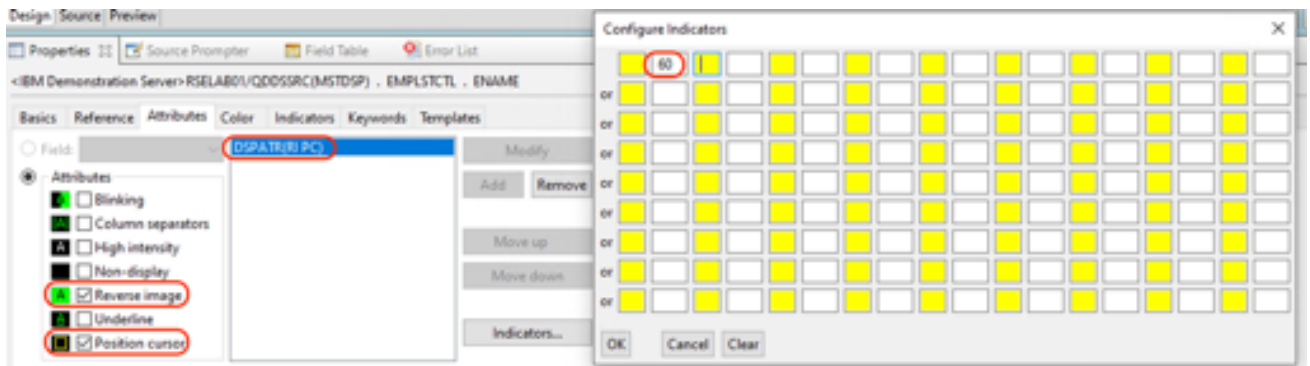 Design Source Preview
Properties Source Prompter Field Table Error List
<IBM Demonstration Server>RSELAB01/QDDSSRC(MSTDSP) . EMPLSTCTL . ENAME
Basics Reference Attributes Color Indicators Keywords Templates
Field:
DSPATR(RI PC)
Modify
Attributes
Add Remove
Blinking
Column separators
High intensity
Move up
Non-display
Move down
Reverse image
Underline
Indicators...
Position cursor
Configure Indicators
60
or
or
or
or
or
or
or
or
OK Cancel Clear